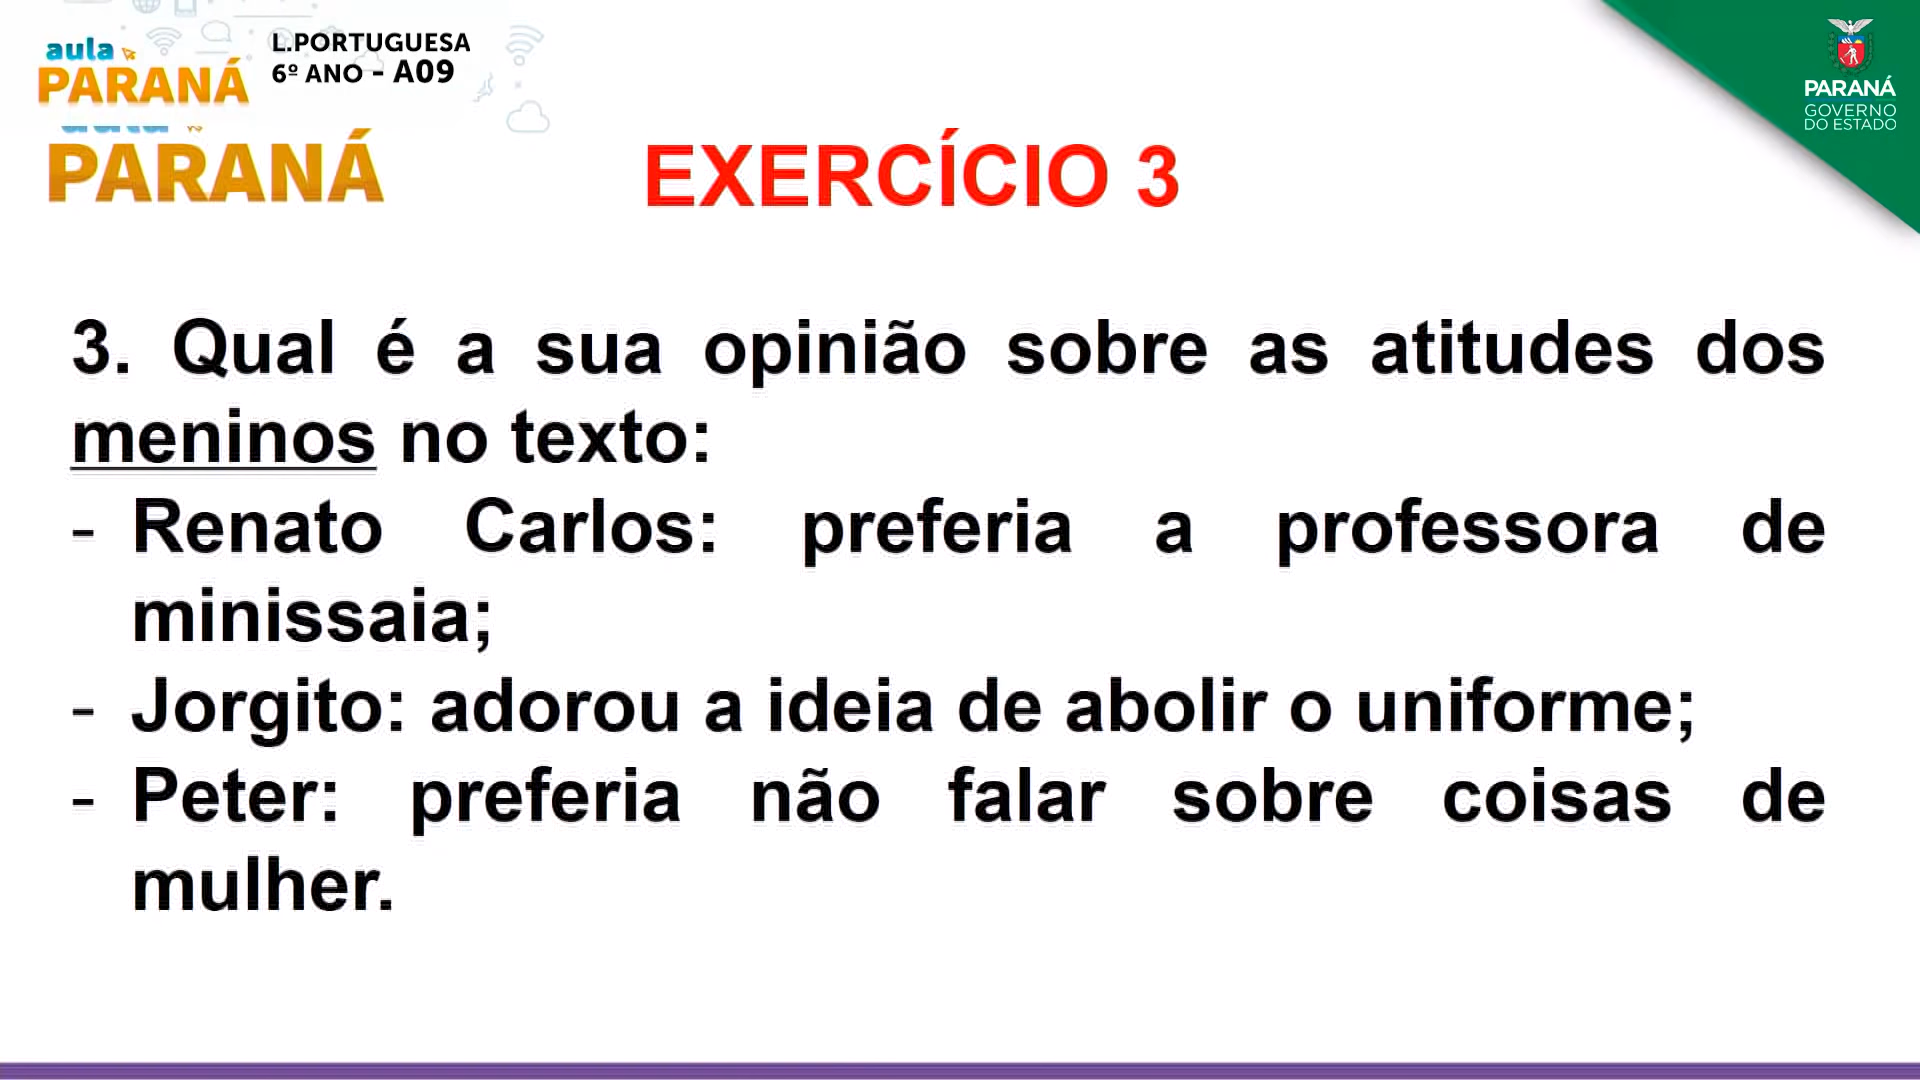 aula
PARANÁ
L.PORTUGUESA
6º ANO - A09
PARANÁ
GOVERNO
DO ESTADO
aula
PARANÁ
EXERCÍCIO 3
3. Qual é a sua opinião sobre as atitudes dos
meninos no texto:
- Renato Carlos: preferia a professora de
minissaia;
- Jorgito: adorou a ideia de abolir o uniforme;
- Peter: preferia não falar sobre coisas de
mulher.